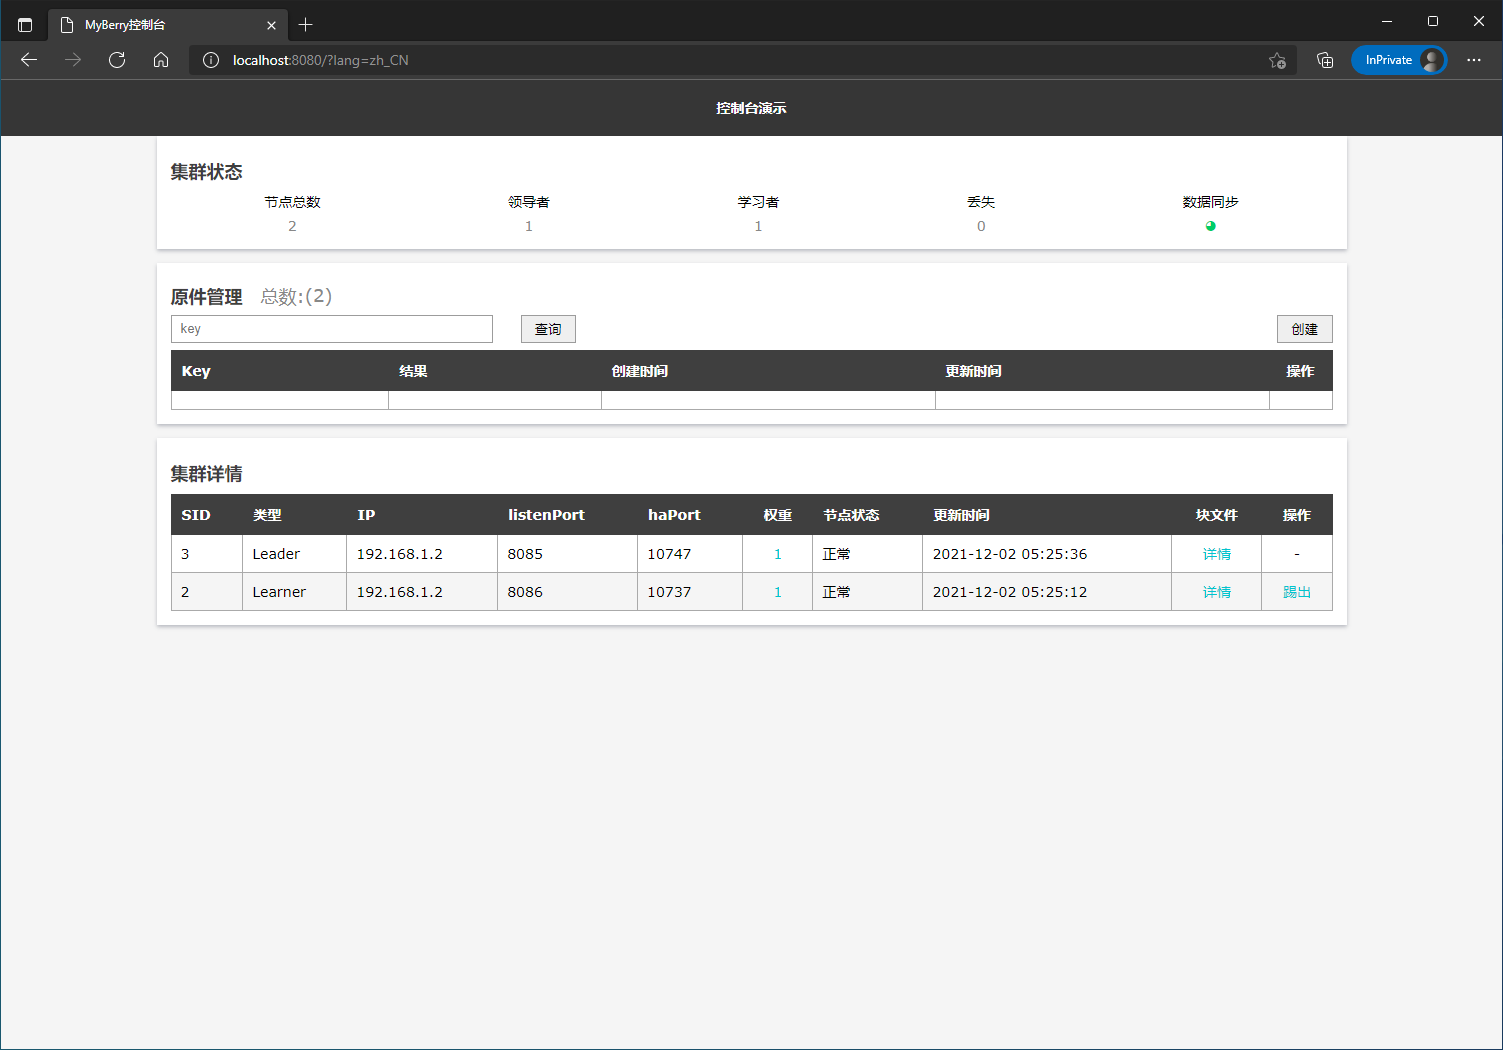 MyBerry控制台
localhost:8080/?lang=zh_CN
InPrivate
控制台演示
集群状态
节点总数 领导者 学习者 丢失 数据同步
2 1 1 0
原件管理 总数:(2)
key 查询 创建
Key 结果 创建时间 更新时间 操作
集群详情
SID 类型 IP listenPort haPort 权重 节点状态 更新时间 块文件 操作
3 Leader 192.168.1.2 8085 10747 1 正常 2021-12-02 05:25:36 详情 -
2 Learner 192.168.1.2 8086 10737 1 正常 2021-12-02 05:25:12 详情 踢出